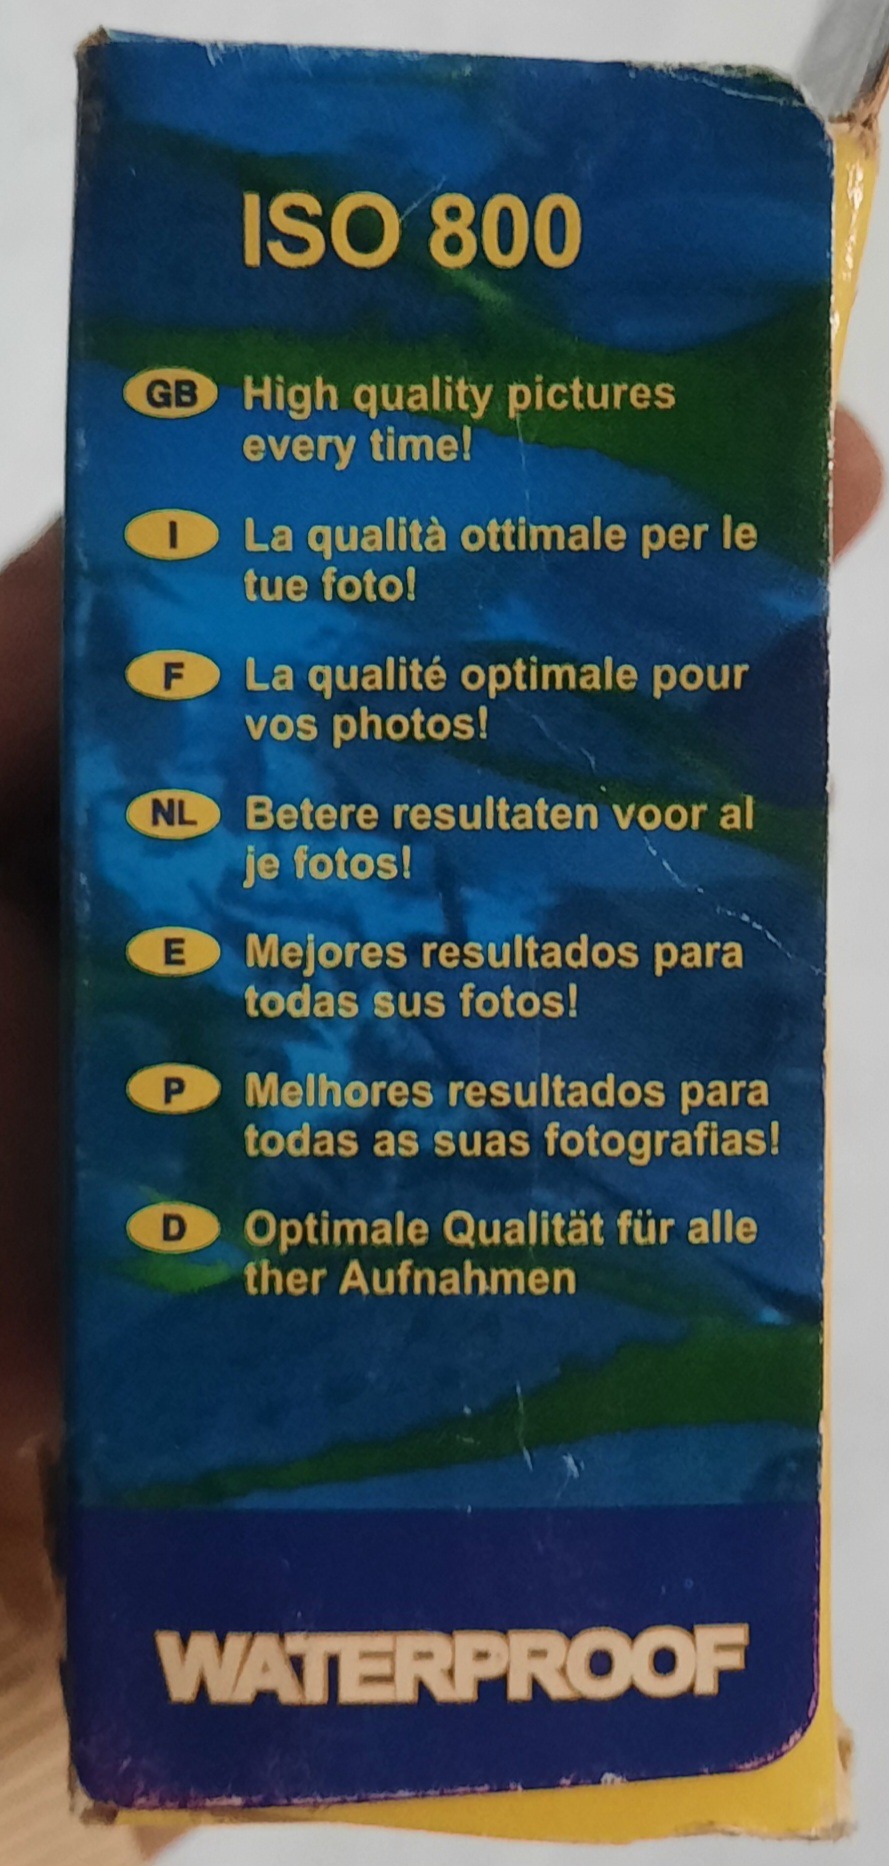 ISO 800
GB High quality pictures
every time!
I La qualità ottimale per le
tue foto!
F La qualité optimale pour
vos photos!
NL Betere resultaten voor al
je fotos!
E Mejores resultados para
todas sus fotos!
P Melhores resultados para
todas as suas fotografias!
D Optimale Qualität für alle
ther Aufnahmen
WATERPROOF